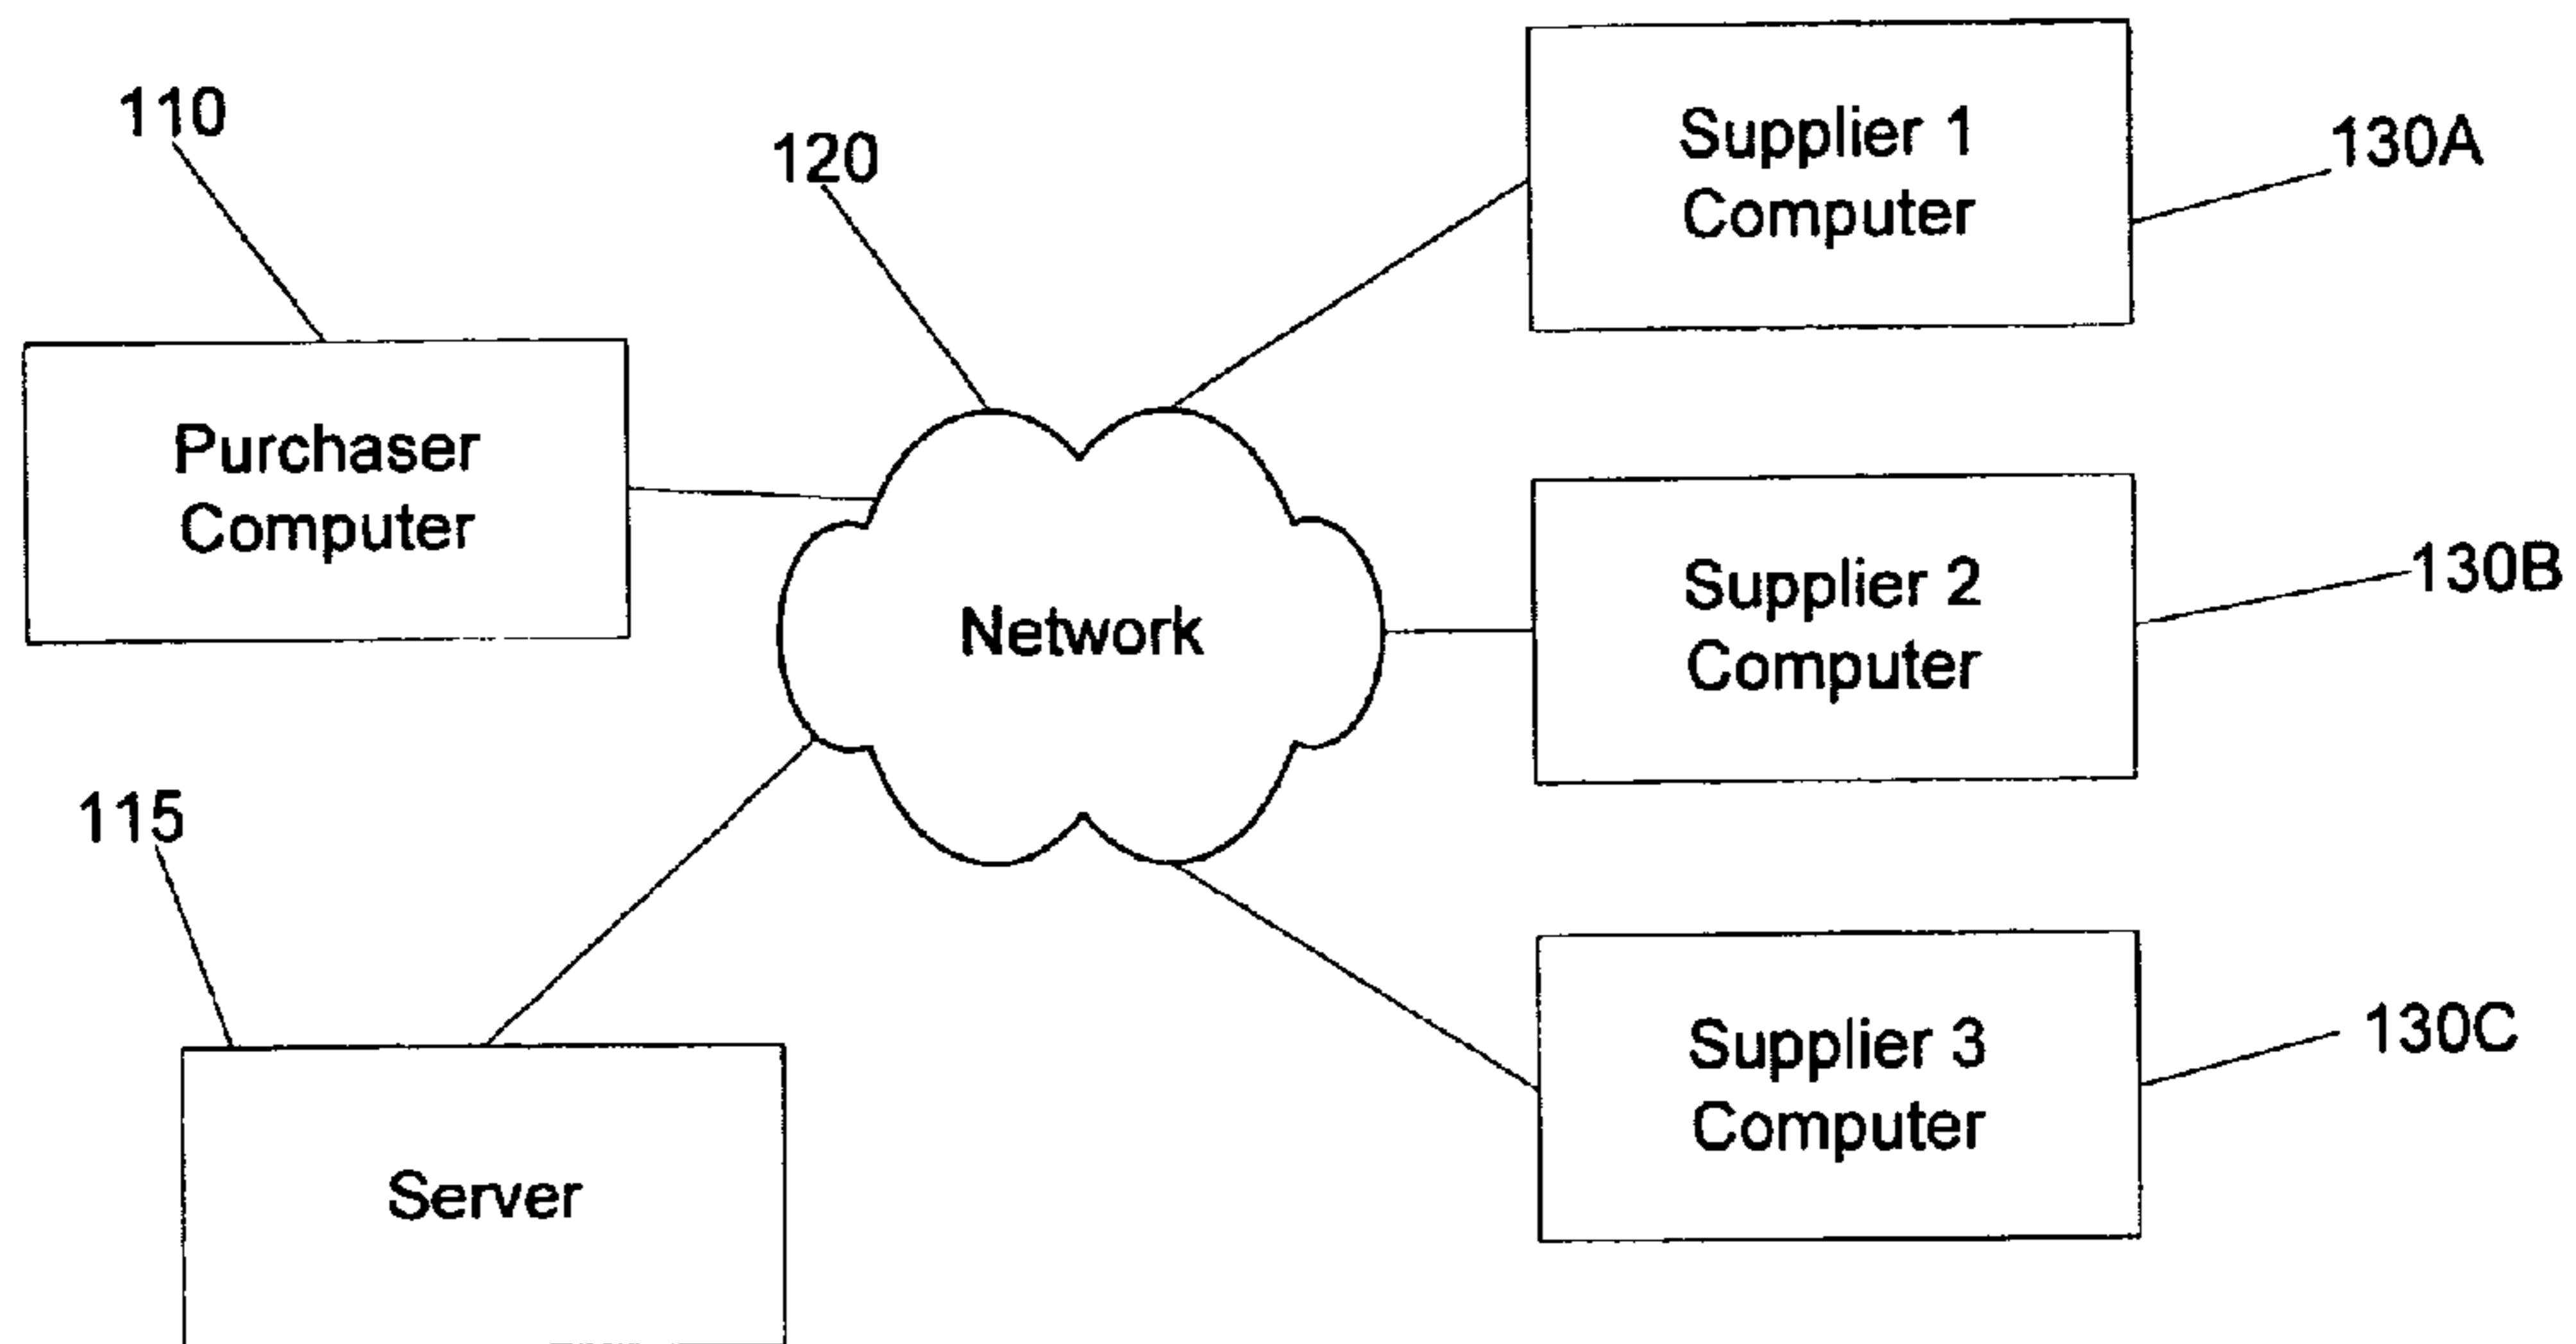 110
120
Supplier 1
Computer
130A
Purchaser
Computer
Network
Supplier 2
Computer
130B
115
Server
Supplier 3
Computer
130C